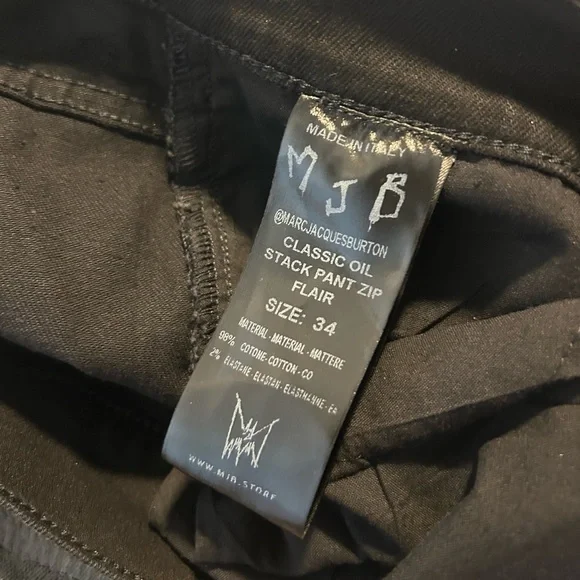 MADE IN ITALY
MJB
@MARCJACQUESBURTON
CLASSIC OIL
STACK PANT ZIP
FLAIR
SIZE: 34
MATERIAL-MATERIAL-MATTERE
98% COTONE-COTTON-CO
2% ELASTANE-ELASTAN-ELASTHANNE-EA
WWW.MJB.STORE